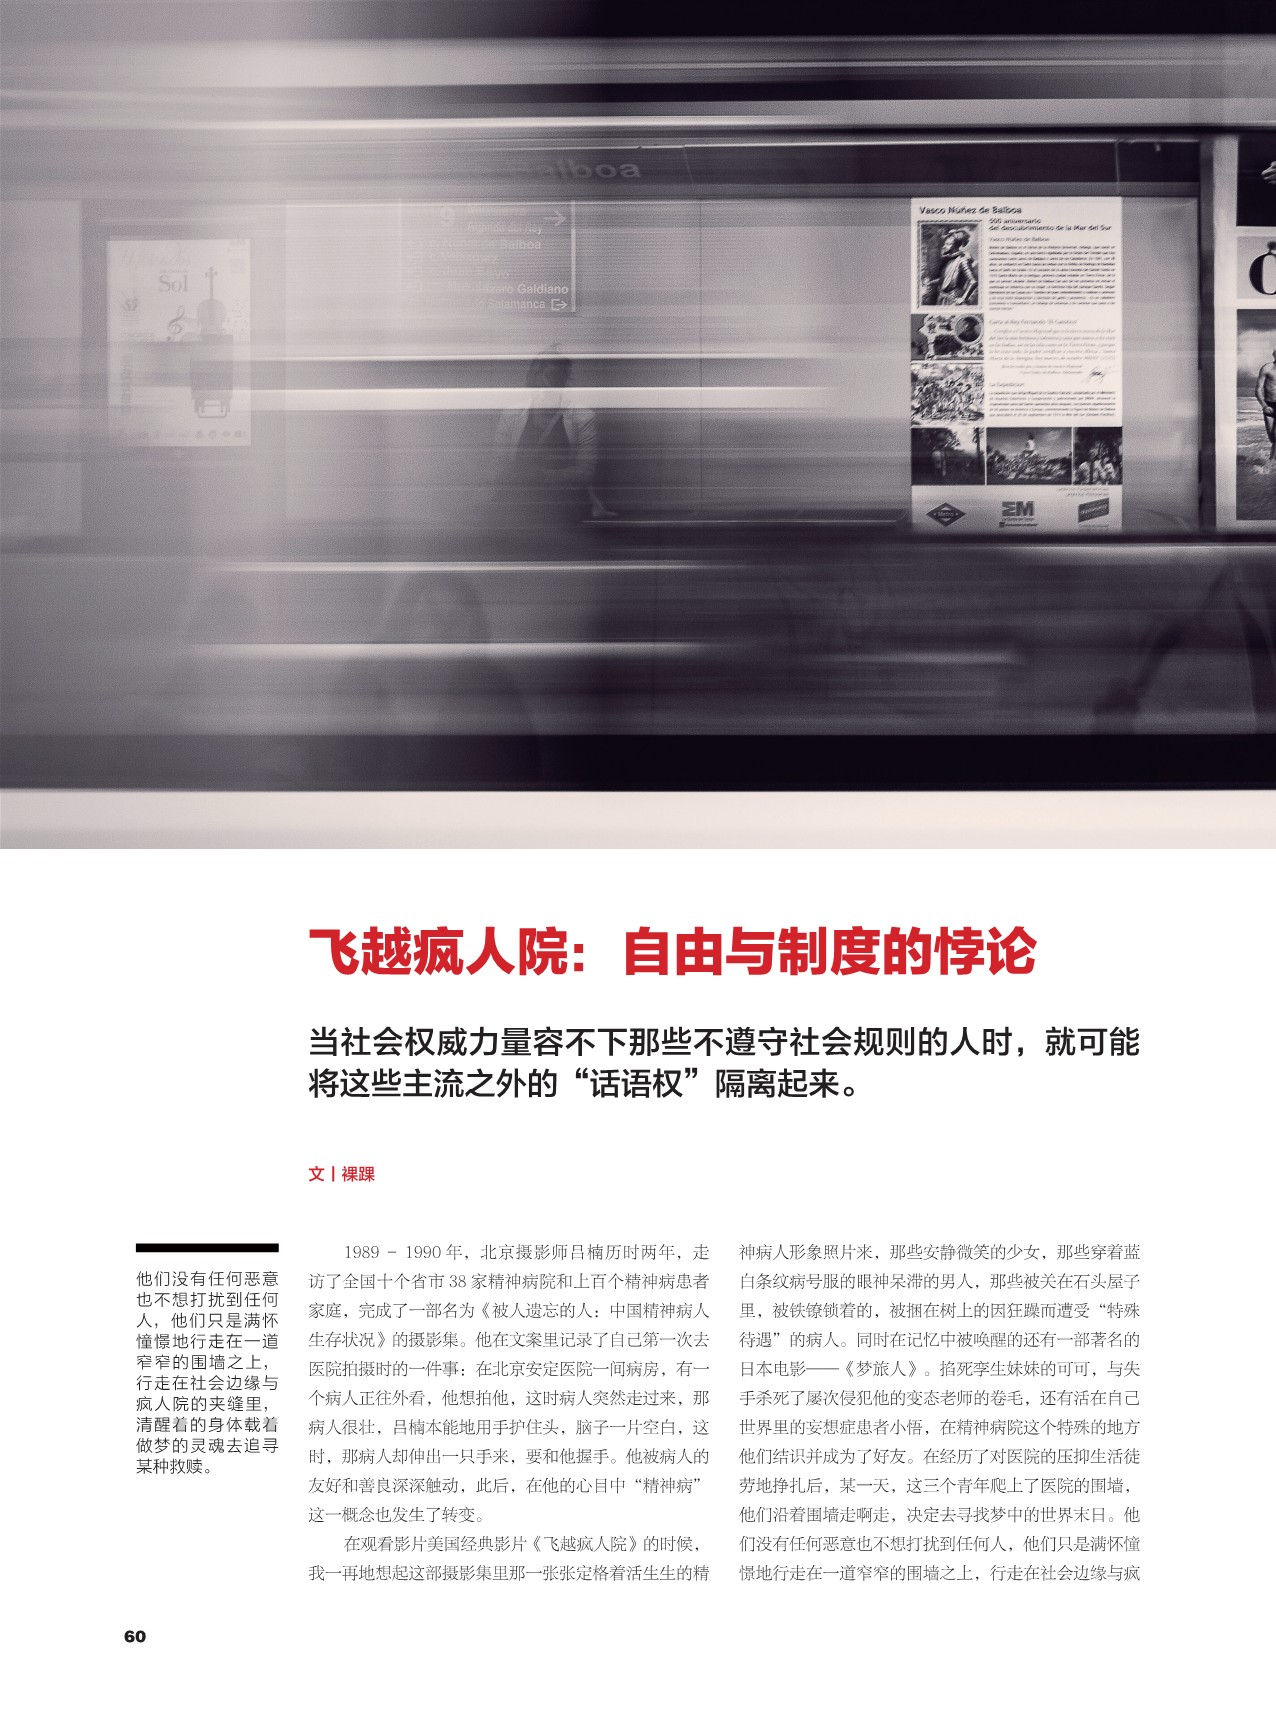 Balboa
Sol
de Balboa
Lázaro Galdiano
Salamanca
Vasco Núñez de Balboa
500 aniversario
del descubrimiento de la Mar del Sur
Vasco Núñez de Balboa
Carta al Rey Fernando "El Católico"
La Expedición
Metro
EM
飞越疯人院：自由与制度的悖论
当社会权威力量容不下那些不遵守社会规则的人时，就可能
将这些主流之外的“话语权”隔离起来。
文丨裸踝
他们没有任何恶意
也不想打扰到任何
人，他们只是满怀
憧憬地行走在一道
窄窄的围墙之上，
行走在社会边缘与
疯人院的夹缝里，
清醒着的身体载着
做梦的灵魂去追寻
某种救赎。
1989 － 1990 年，北京摄影师吕楠历时两年，走
访了全国十个省市 38 家精神病院和上百个精神病患者
家庭，完成了一部名为《被人遗忘的人：中国精神病人
生存状况》的摄影集。他在文案里记录了自己第一次去
医院拍摄时的一件事：在北京安定医院一间病房，有一
个病人正往外看，他想拍他，这时病人突然走过来，那
病人很壮，吕楠本能地用手护住头，脑子一片空白，这
时，那病人却伸出一只手来，要和他握手。他被病人的
友好和善良深深触动，此后，在他的心目中“精神病”
这一概念也发生了转变。
在观看影片美国经典影片《飞越疯人院》的时候，
我一再地想起这部摄影集里那一张张定格着活生生的精
神病人形象照片来，那些安静微笑的少女，那些穿着蓝
白条纹病号服的眼神呆滞的男人，那些被关在石头屋子
里，被铁镣锁着的，被捆在树上的因狂躁而遭受“特殊
待遇”的病人。同时在记忆中被唤醒的还有一部著名的
日本电影——《梦旅人》。掐死孪生妹妹的可可，与失
手杀死了屡次侵犯他的变态老师的卷毛，还有活在自己
世界里的妄想症患者小悟，在精神病院这个特殊的地方
他们结识并成为了好友。在经历了对医院的压抑生活徒
劳地挣扎后，某一天，这三个青年爬上了医院的围墙，
他们沿着围墙走啊走，决定去寻找梦中的世界末日。他
们没有任何恶意也不想打扰到任何人，他们只是满怀憧
憬地行走在一道窄窄的围墙之上，行走在社会边缘与疯
60